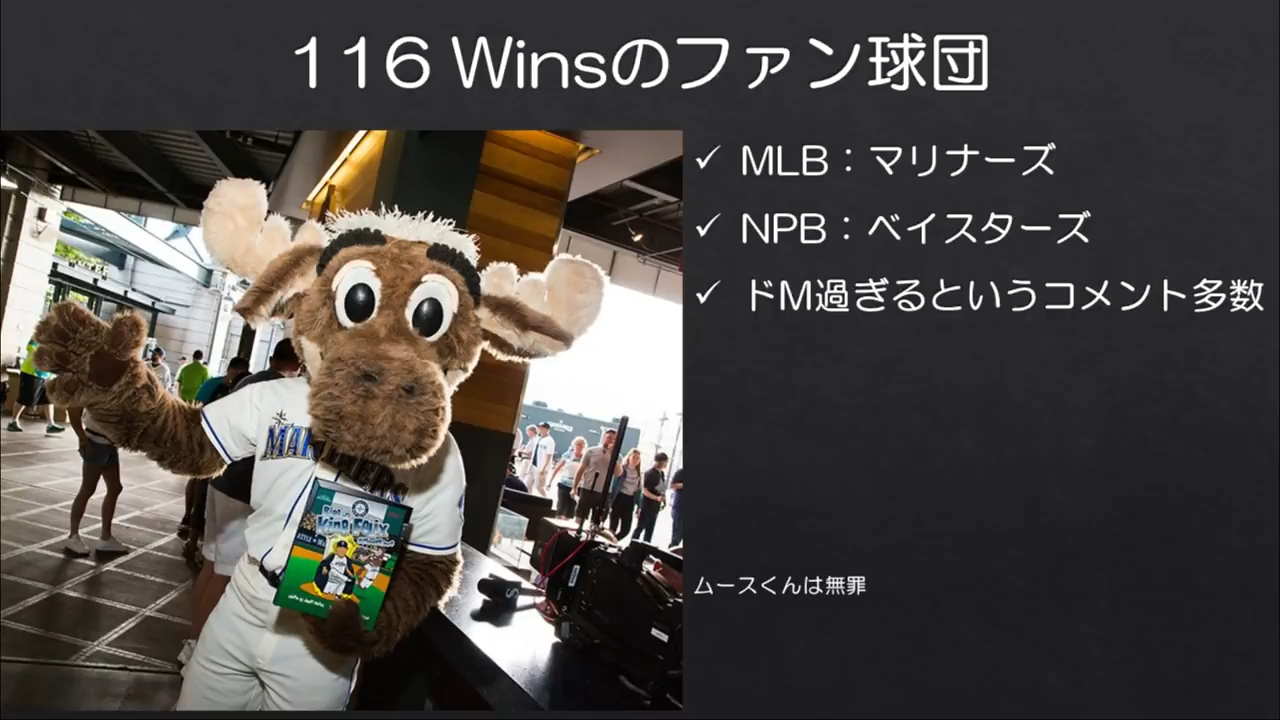 116 Winsのファン球団
✓ MLB：マリナーズ
✓ NPB：ベイスターズ
✓ ドM過ぎるというコメント多数
King Felix
ムースくんは無罪